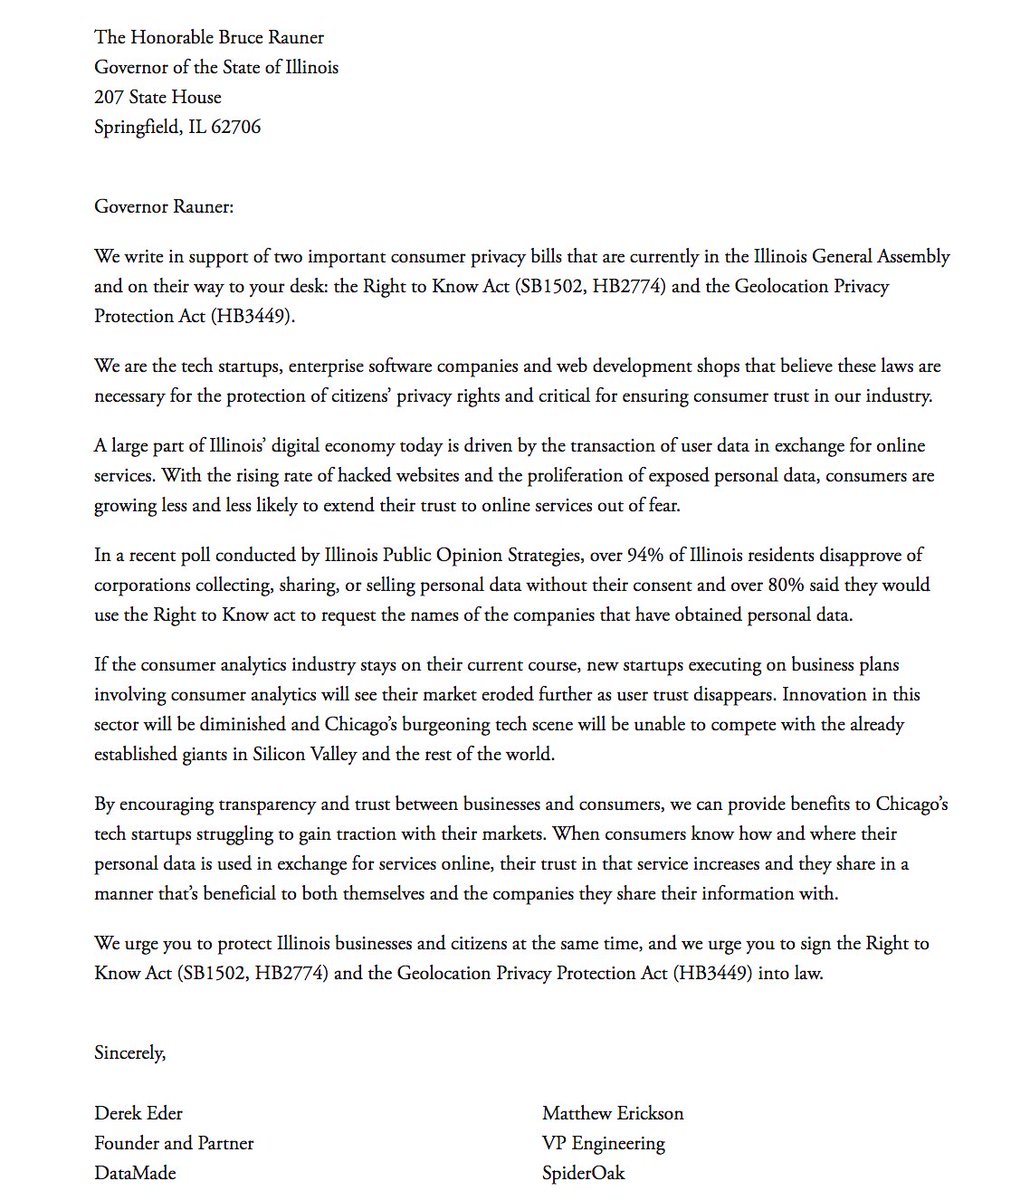 The Honorable Bruce Rauner
Governor of the State of Illinois
207 State House
Springfield, IL 62706
Governor Rauner:
We write in support of two important consumer privacy bills that are currently in the Illinois General Assembly
and on their way to your desk: the Right to Know Act (SB1502, HB2774) and the Geolocation Privacy
Protection Act (HB3449).
We are the tech startups, enterprise software companies and web development shops that believe these laws are
necessary for the protection of citizens’ privacy rights and critical for ensuring consumer trust in our industry.
A large part of Illinois’ digital economy today is driven by the transaction of user data in exchange for online
services. With the rising rate of hacked websites and the proliferation of exposed personal data, consumers are
growing less and less likely to extend their trust to online services out of fear.
In a recent poll conducted by Illinois Public Opinion Strategies, over 94% of Illinois residents disapprove of
corporations collecting, sharing, or selling personal data without their consent and over 80% said they would
use the Right to Know act to request the names of the companies that have obtained personal data.
If the consumer analytics industry stays on their current course, new startups executing on business plans
involving consumer analytics will see their market eroded further as user trust disappears. Innovation in this
sector will be diminished and Chicago’s burgeoning tech scene will be unable to compete with the already
established giants in Silicon Valley and the rest of the world.
By encouraging transparency and trust between businesses and consumers, we can provide benefits to Chicago’s
tech startups struggling to gain traction with their markets. When consumers know how and where their
personal data is used in exchange for services online, their trust in that service increases and they share in a
manner that’s beneficial to both themselves and the companies they share their information with.
We urge you to protect Illinois businesses and citizens at the same time, and we urge you to sign the Right to
Know Act (SB1502, HB2774) and the Geolocation Privacy Protection Act (HB3449) into law.
Sincerely,
Derek Eder
Founder and Partner
DataMade
Matthew Erickson
VP Engineering
SpiderOak